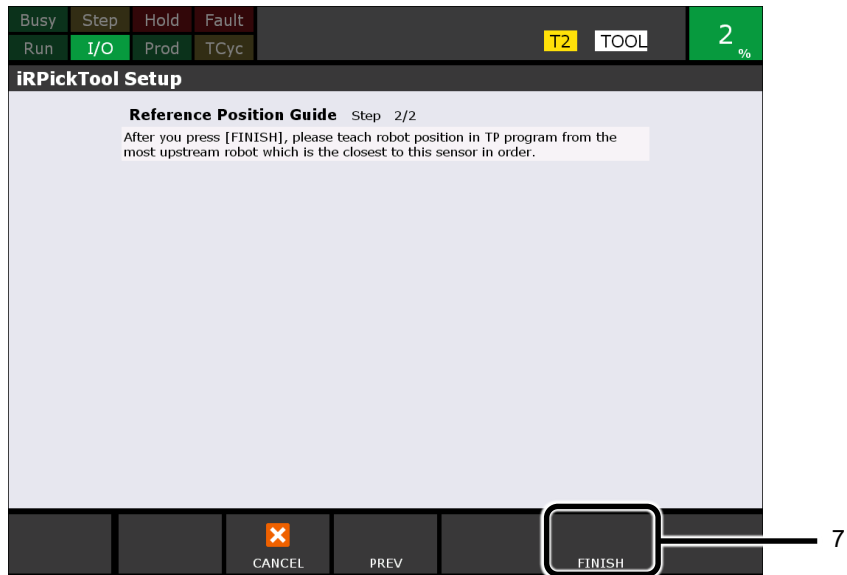 Busy Step Hold Fault
Run I/O Prod TCyc
T2 TOOL
2 %
iRPickTool Setup
Reference Position Guide Step 2/2
After you press [FINISH], please teach robot position in TP program from the
most upstream robot which is the closest to this sensor in order.
CANCEL PREV FINISH
7